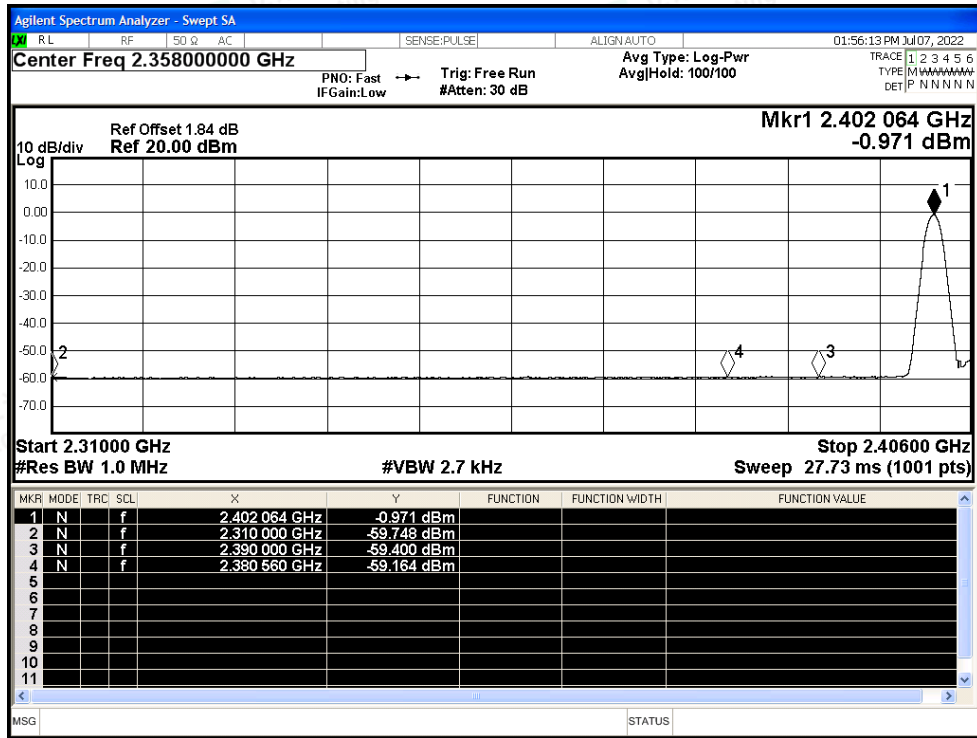 Agilent Spectrum Analyzer - Swept SA
LXI RL RF 50 Ω AC SENSE:PULSE ALIGN AUTO 01:56:13 PM Jul 07, 2022
Center Freq 2.358000000 GHz
PNO: Fast
IFGain:Low
Trig: Free Run
#Atten: 30 dB
Avg Type: Log-Pwr
Avg|Hold: 100/100
TRACE 1 2 3 4 5 6
TYPE M
DET P N N N N N
Mkr1 2.402 064 GHz
-0.971 dBm
Ref Offset 1.84 dB
10 dB/div Ref 20.00 dBm
Log
10.0
0.00
-10.0
-20.0
-30.0
-40.0
-50.0
-60.0
-70.0
1
2
4
3
Start 2.31000 GHz Stop 2.40600 GHz
#Res BW 1.0 MHz #VBW 2.7 kHz Sweep 27.73 ms (1001 pts)
MKR MODE TRC SCL X Y FUNCTION FUNCTION WIDTH FUNCTION VALUE
1 N f 2.402 064 GHz -0.971 dBm
2 N f 2.310 000 GHz -59.748 dBm
3 N f 2.390 000 GHz -59.400 dBm
4 N f 2.380 560 GHz -59.164 dBm
5
6
7
8
9
10
11
MSG STATUS